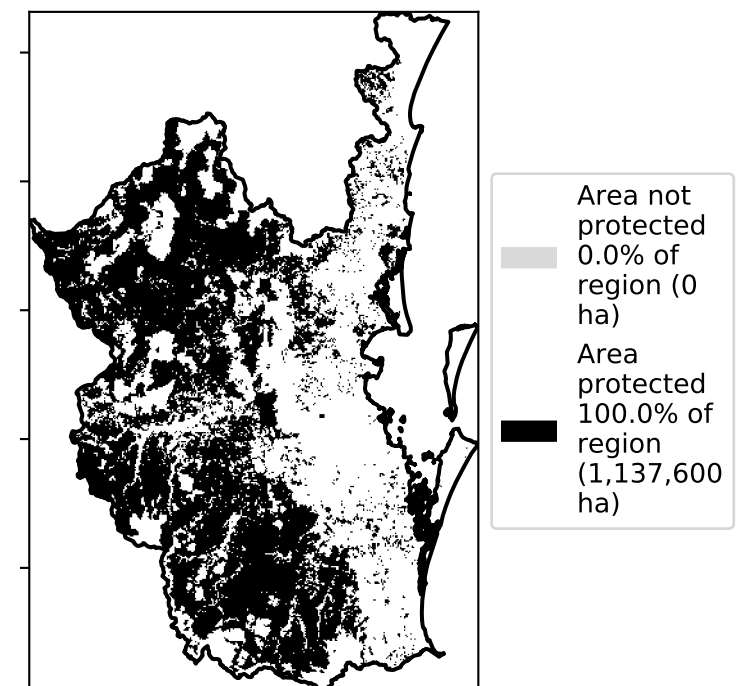 Area not
protected
0.0% of
region (0
ha)
Area
protected
100.0% of
region
(1,137,600
ha)